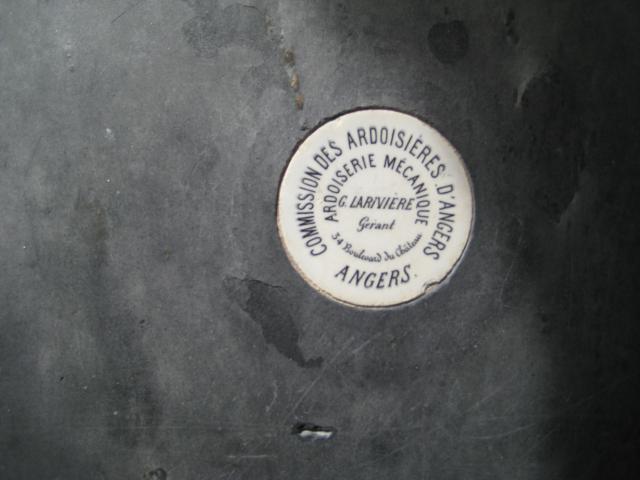 COMMISSION DES ARDOISIÈRES D'ANGERS
ARDOISERIE MÉCANIQUE
G. LARIVIÈRE
Gérant
34 Boulevard du Château
ANGERS.